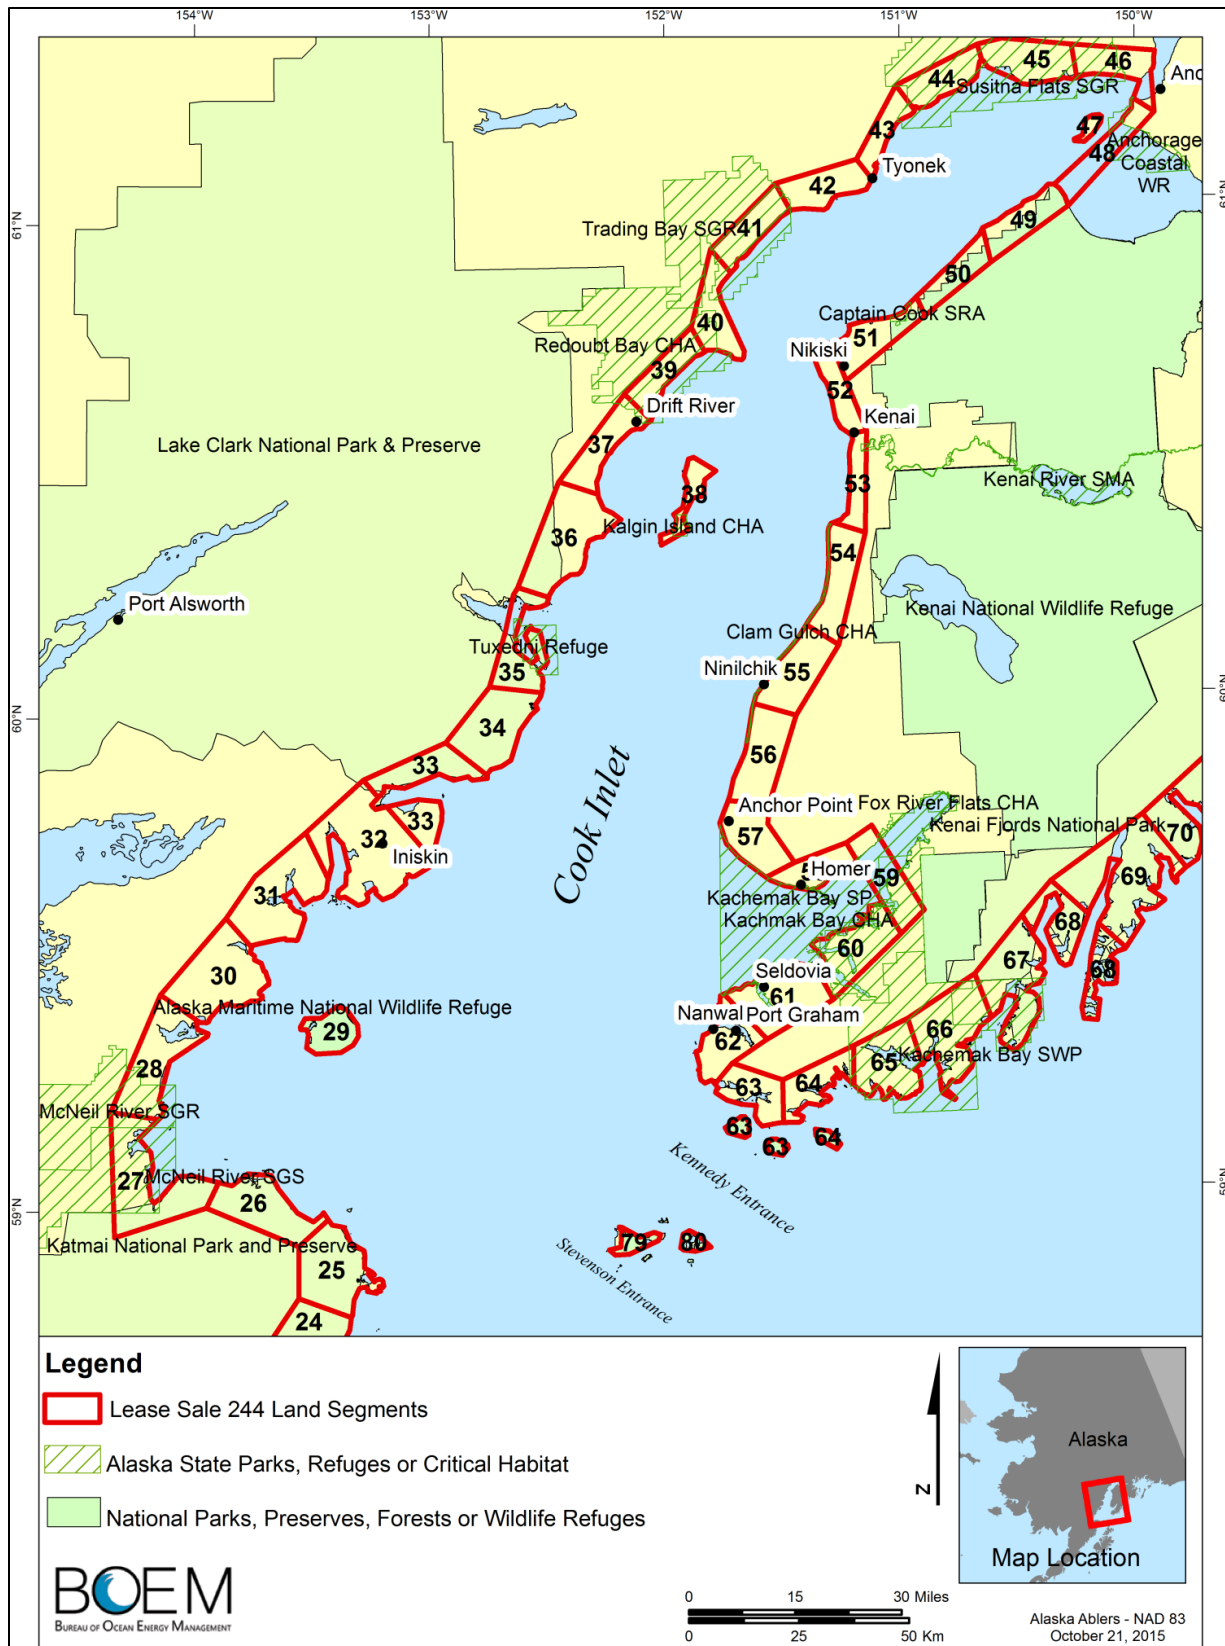 154°W 153°W 152°W 151°W 150°W
45
46
44
Susitna Flats SGR
47
43
Anchorage
48
Coastal
WR
Tyonek
42
61°N
61°N
49
Trading Bay SGR
41
50
Captain Cook SRA
40
51
Redoubt Bay CHA
Nikiski
39
52
Drift River
Kenai
37
Lake Clark National Park & Preserve
Kenai River SMA
53
38
Kalgin Island CHA
36
54
Port Alsworth
Kenai National Wildlife Refuge
Clam Gulch CHA
Tuxedni Refuge
35
Ninilchik
55
60°N
60°N
34
33
56
Cook Inlet
Anchor Point
Fox River Flats CHA
33
Kenai Fjords National Park
70
32
57
Iniskin
Homer
59
69
31
Kachemak Bay SP
Kachmak Bay CHA
68
60
67
30
Seldovia
61
Alaska Maritime National Wildlife Refuge
Port Graham
29
62
66
Kachemak Bay SWP
65
28
64
63
McNeil River SGR
63
64
63
27
McNeil River SGS
Kennedy Entrance
59°N
59°N
26
79
80
Katmai National Park and Preserve
25
Stevenson Entrance
24
Legend
Lease Sale 244 Land Segments
Alaska State Parks, Refuges or Critical Habitat
National Parks, Preserves, Forests or Wildlife Refuges
BOEM
BUREAU OF OCEAN ENERGY MANAGEMENT
N
0 15 30 Miles
0 25 50 Km
Alaska
Map Location
Alaska Ablers - NAD 83
October 21, 2015